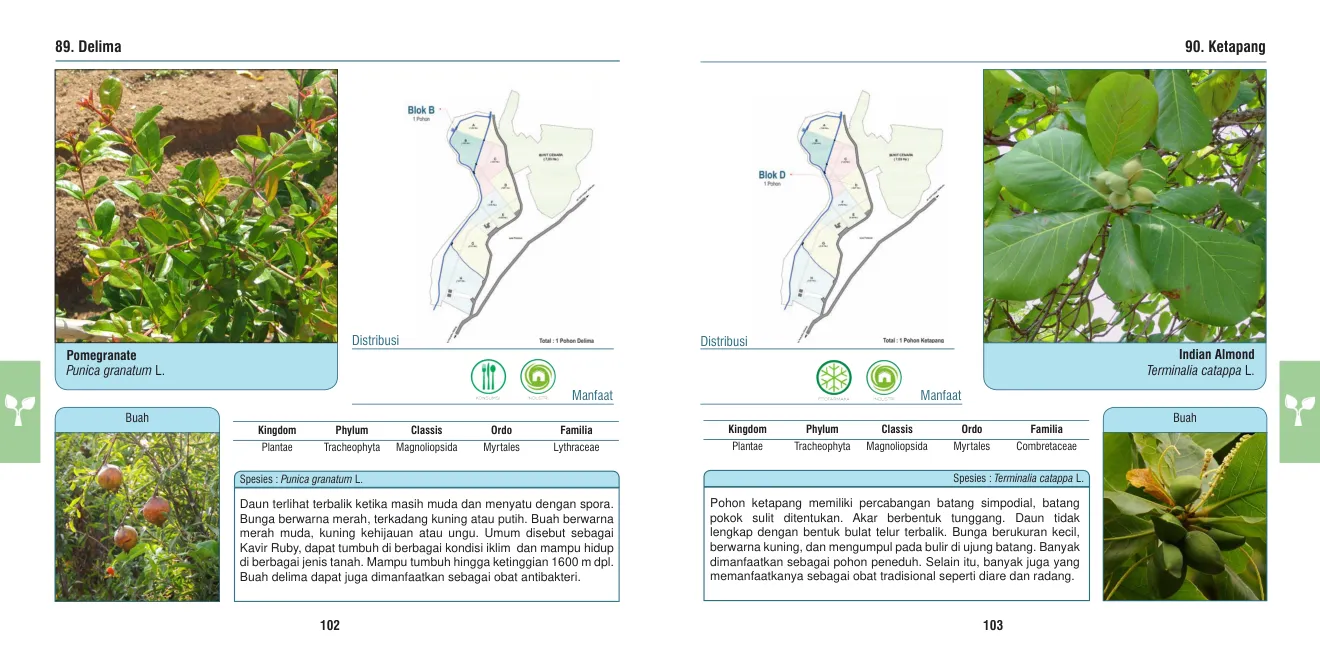 89. Delima
Blok B
1 Pohon
Distribusi
Total : 1 Pohon Delima
Pomegranate
Punica granatum L.
Manfaat
Buah
Kingdom Phylum Classis Ordo Familia
Plantae Tracheophyta Magnoliopsida Myrtales Lythraceae
Spesies : Punica granatum L.
Daun terlihat terbalik ketika masih muda dan menyatu dengan spora.
Bunga berwarna merah, terkadang kuning atau putih. Buah berwarna
merah muda, kuning kehijauan atau ungu. Umum disebut sebagai
Kavir Ruby, dapat tumbuh di berbagai kondisi iklim dan mampu hidup
di berbagai jenis tanah. Mampu tumbuh hingga ketinggian 1600 m dpl.
Buah delima dapat juga dimanfaatkan sebagai obat antibakteri.
102
90. Ketapang
Blok D
1 Pohon
Distribusi
Total : 1 Pohon Ketapang
Indian Almond
Terminalia catappa L.
Manfaat
Kingdom Phylum Classis Ordo Familia
Plantae Tracheophyta Magnoliopsida Myrtales Combretaceae
Buah
Spesies : Terminalia catappa L.
Pohon ketapang memiliki percabangan batang simpodial, batang
pokok sulit ditentukan. Akar berbentuk tunggang. Daun tidak
lengkap dengan bentuk bulat telur terbalik. Bunga berukuran kecil,
berwarna kuning, dan mengumpul pada bulir di ujung batang. Banyak
dimanfaatkan sebagai pohon peneduh. Selain itu, banyak juga yang
memanfaatkanya sebagai obat tradisional seperti diare dan radang.
103